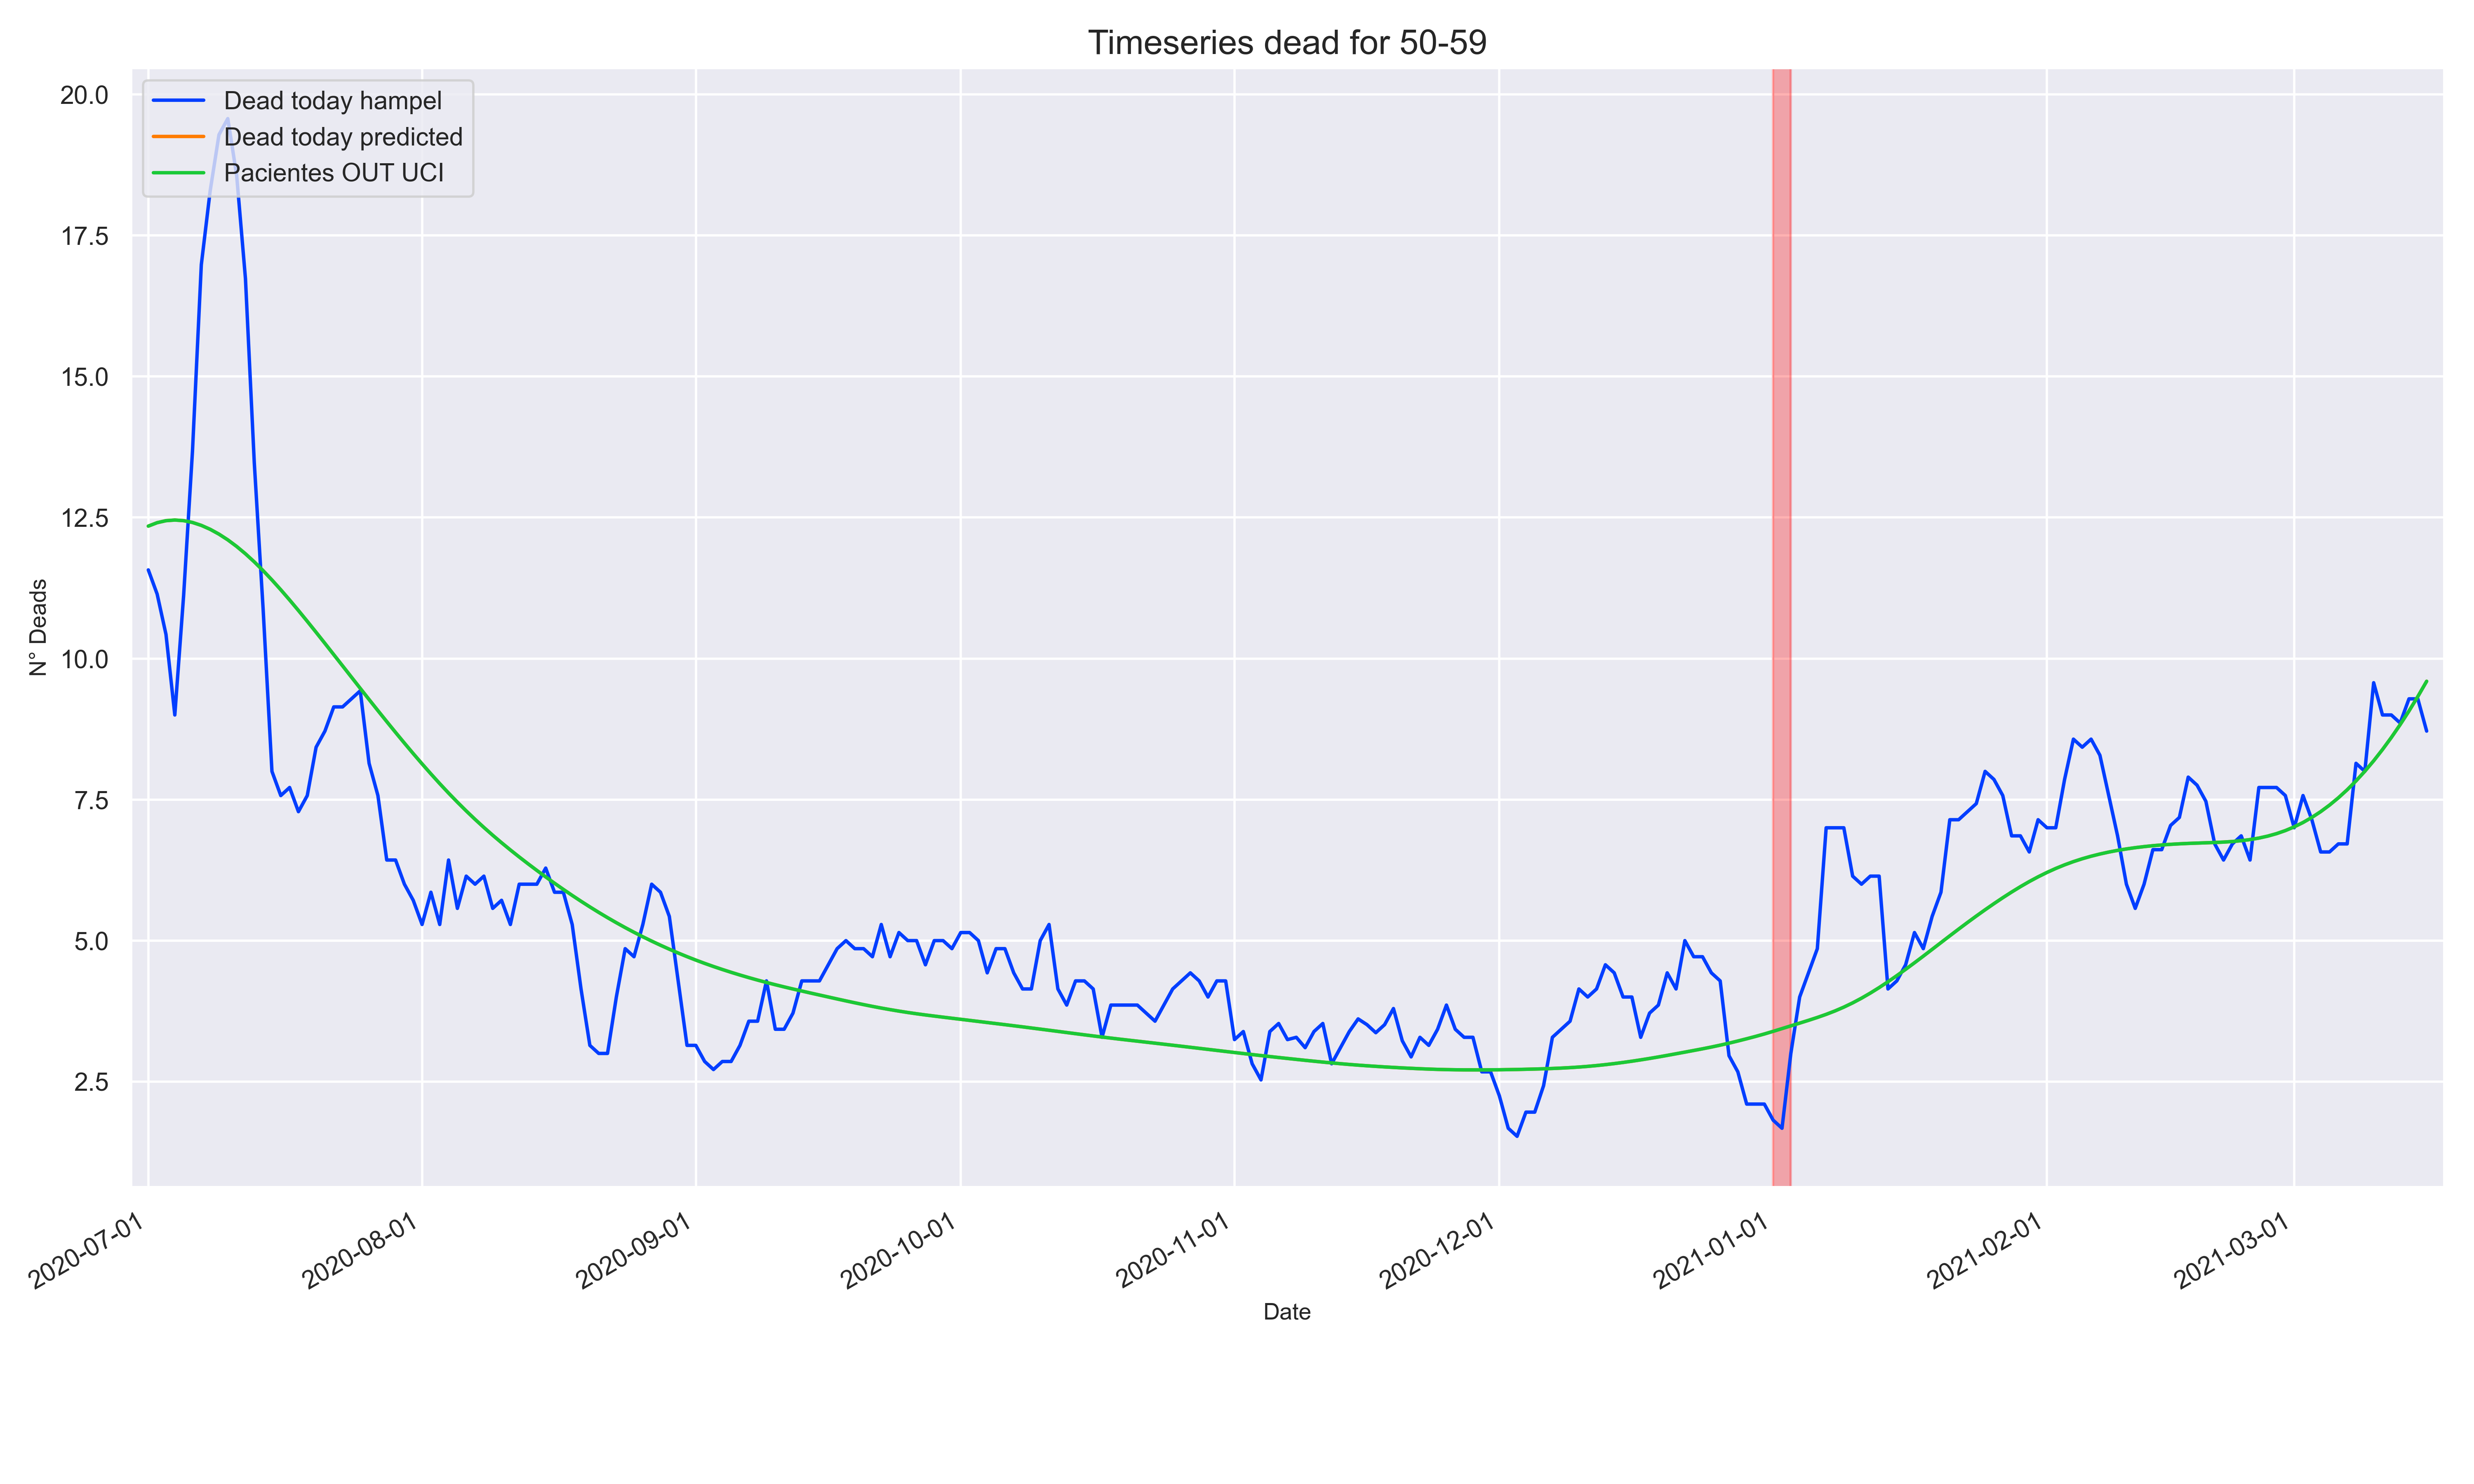 Timeseries dead for 50-59
Dead today hampel
Dead today predicted
Pacientes OUT UCI
N° Deads
20.0
17.5
15.0
12.5
10.0
7.5
5.0
2.5
2020-07-01
2020-08-01
2020-09-01
2020-10-01
2020-11-01
2020-12-01
2021-01-01
2021-02-01
2021-03-01
Date